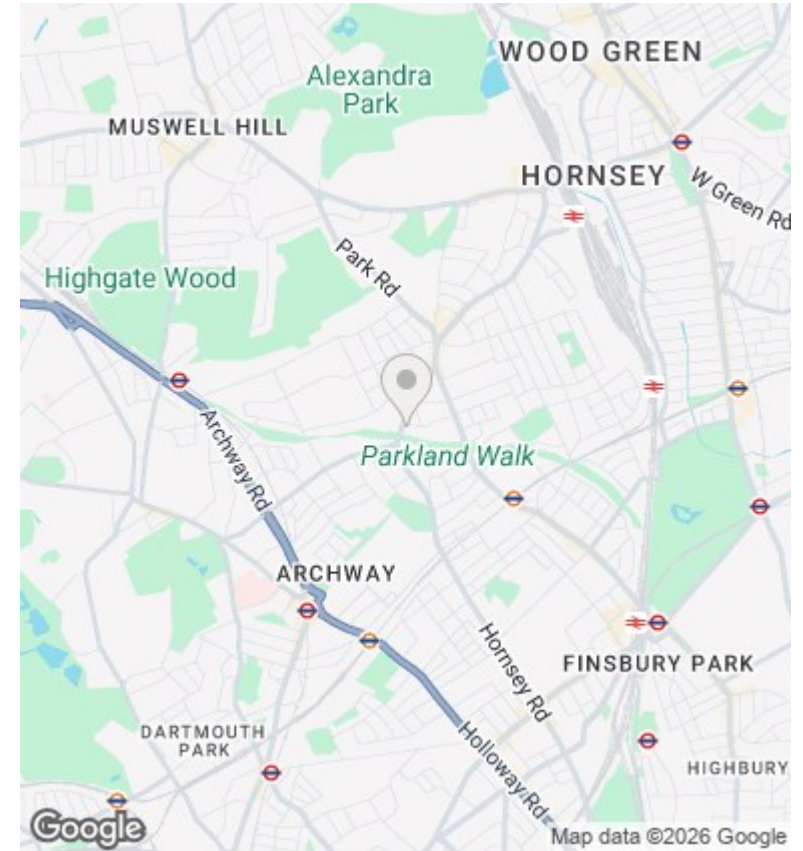 WOOD GREEN
Alexandra
Park
MUSWELL HILL
HORNSEY
W Green Rd
Park Rd
Highgate Wood
Archway Rd
Parkland Walk
ARCHWAY
Hornsey Rd
FINSBURY PARK
DARTMOUTH
PARK
Holloway Rd
HIGHBURY
Google
Map data ©2026 Google